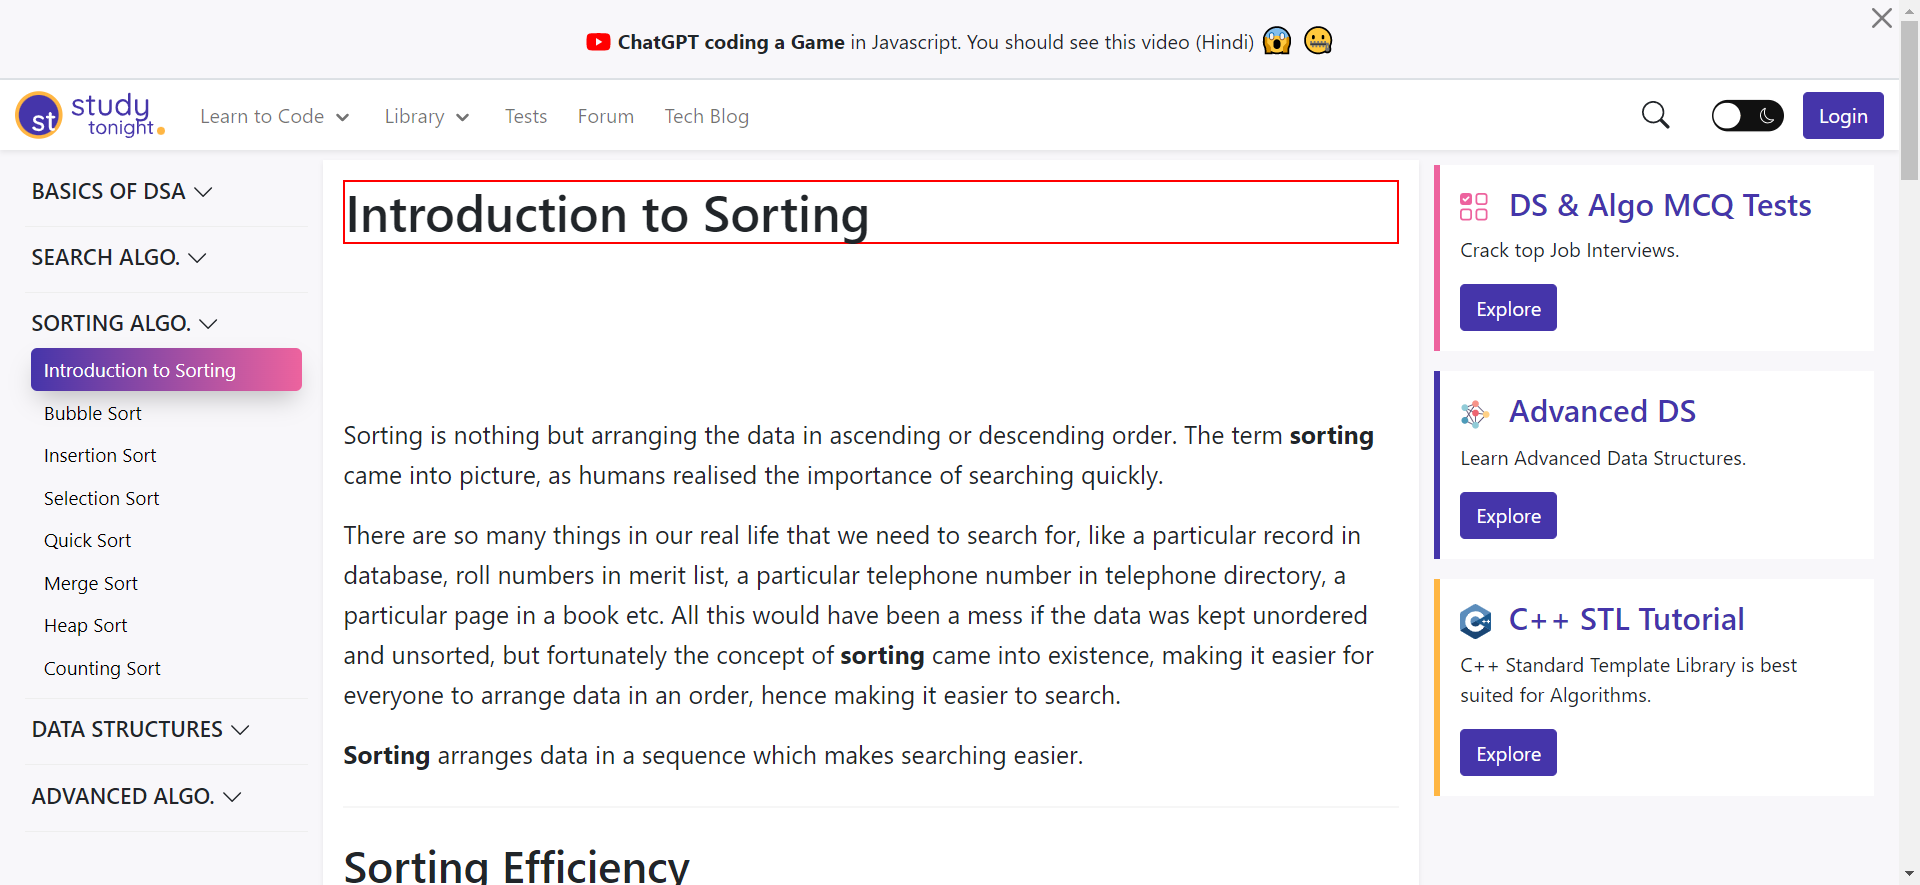 ChatGPT coding a Game in Javascript. You should see this video (Hindi) 😱 🤐
st study tonight.
Learn to Code
Library
Tests
Forum
Tech Blog
Login
BASICS OF DSA
SEARCH ALGO.
SORTING ALGO.
Introduction to Sorting
Bubble Sort
Insertion Sort
Selection Sort
Quick Sort
Merge Sort
Heap Sort
Counting Sort
DATA STRUCTURES
ADVANCED ALGO.
Introduction to Sorting
Sorting is nothing but arranging the data in ascending or descending order. The term sorting
came into picture, as humans realised the importance of searching quickly.
There are so many things in our real life that we need to search for, like a particular record in
database, roll numbers in merit list, a particular telephone number in telephone directory, a
particular page in a book etc. All this would have been a mess if the data was kept unordered
and unsorted, but fortunately the concept of sorting came into existence, making it easier for
everyone to arrange data in an order, hence making it easier to search.
Sorting arranges data in a sequence which makes searching easier.
Sorting Efficiency
DS & Algo MCQ Tests
Crack top Job Interviews.
Explore
Advanced DS
Learn Advanced Data Structures.
Explore
C++ STL Tutorial
C++ Standard Template Library is best
suited for Algorithms.
Explore